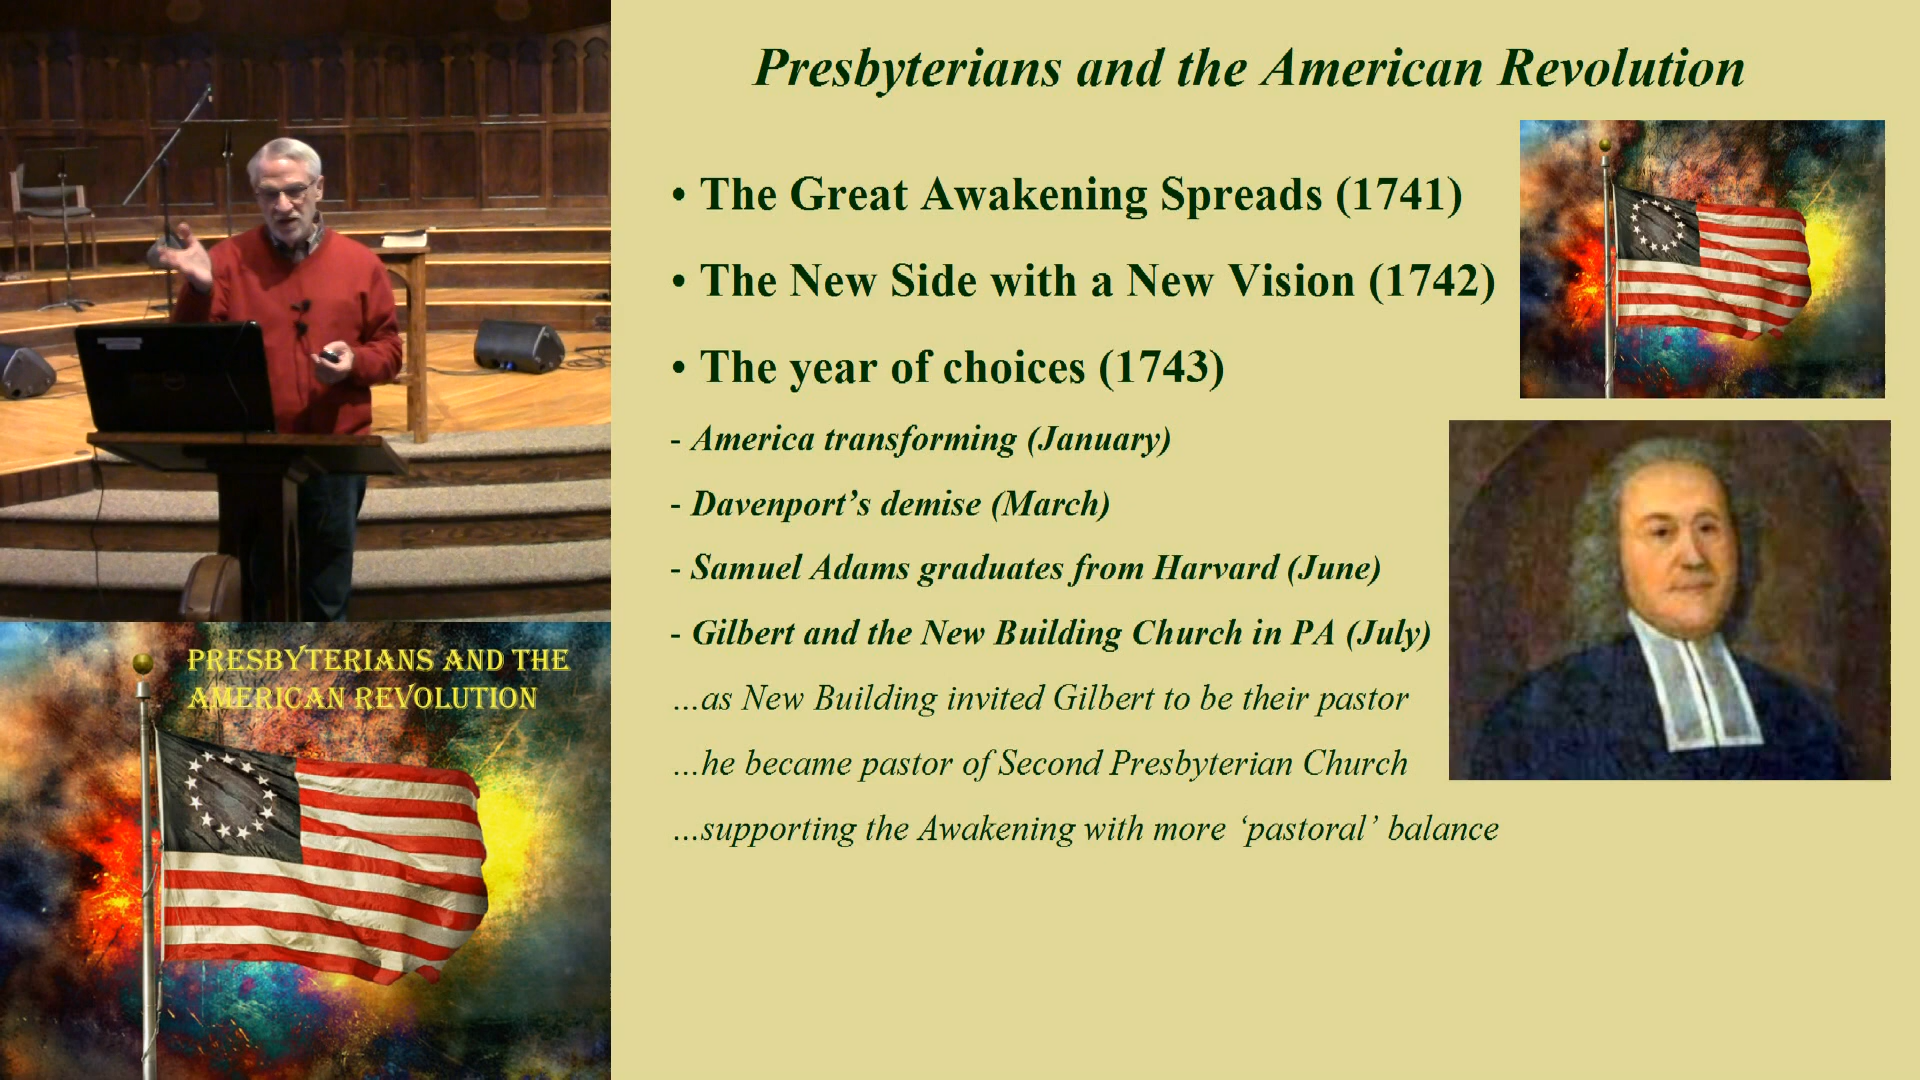 Presbyterians and the American Revolution
• The Great Awakening Spreads (1741)
• The New Side with a New Vision (1742)
• The year of choices (1743)
- America transforming (January)
- Davenport’s demise (March)
- Samuel Adams graduates from Harvard (June)
- Gilbert and the New Building Church in PA (July)
...as New Building invited Gilbert to be their pastor
...he became pastor of Second Presbyterian Church
...supporting the Awakening with more ‘pastoral’ balance
PRESBYTERIANS AND THE
AMERICAN REVOLUTION